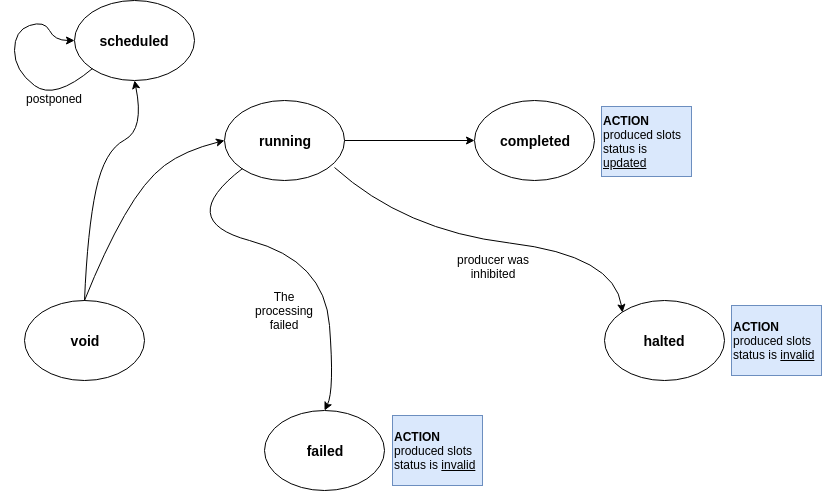 scheduled
postponed
running
completed
ACTION
produced slots
status is
updated
producer was
inhibited
The
processing
failed
void
halted
ACTION
produced slots
status is invalid
failed
ACTION
produced slots
status is invalid